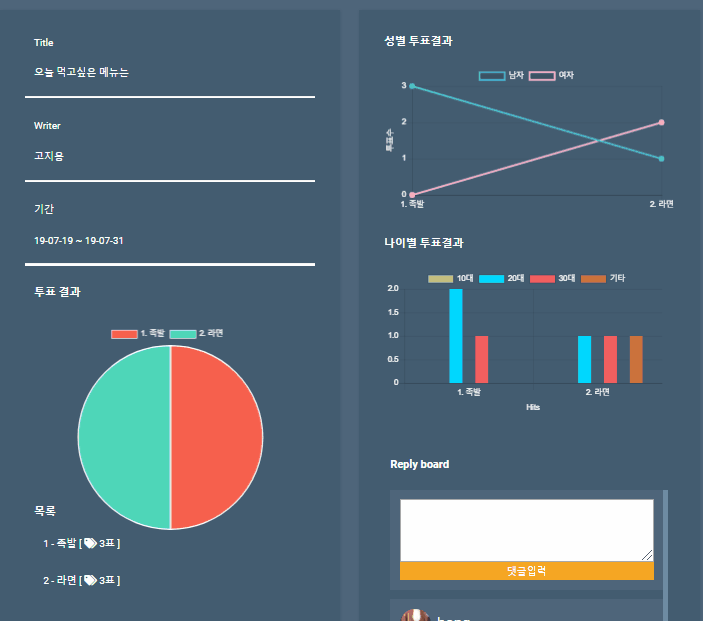 Title
오늘 먹고싶은 메뉴는
Writer
고지용
기간
19-07-19 ~ 19-07-31
투표 결과
1. 족발 2. 라면
목록
1 - 족발 [ 3표 ]
2 - 라면 [ 3표 ]
성별 투표결과
남자 여자
투표수
3
2
1
0
1. 족발 2. 라면
나이별 투표결과
10대 20대 30대 기타
2.0
1.5
1.0
0.5
0
1. 족발 2. 라면
Hits
Reply board
댓글입력